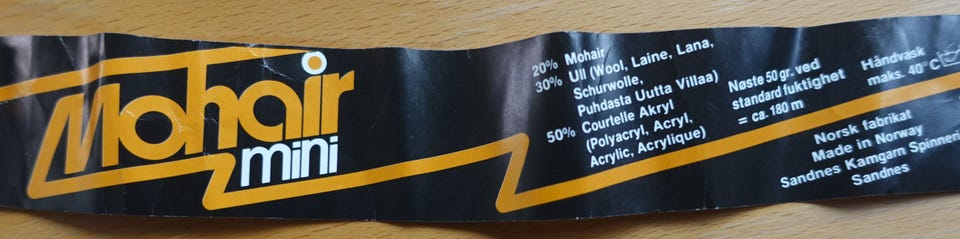 Mohair
mini
20% Mohair
30% Ull (Wool, Laine, Lana,
Schurwolle,
Puhdasta Uutta Villaa)
50% Courtelle Akryl
(Polyacryl, Acryl,
Acrylic, Acrylique)
Nøste 50 gr. ved
standard fuktighet
= ca. 180 m
Håndvask
maks. 40° C
Norsk fabrikat
Made in Norway
Sandnes Kamgarn Spinneri
Sandnes